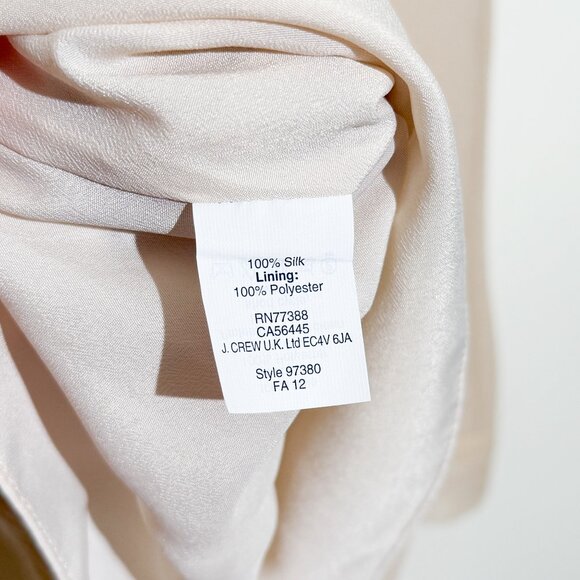 100% Silk
Lining:
100% Polyester
RN77388
CA56445
J. CREW U.K. Ltd EC4V 6JA
Style 97380
FA 12